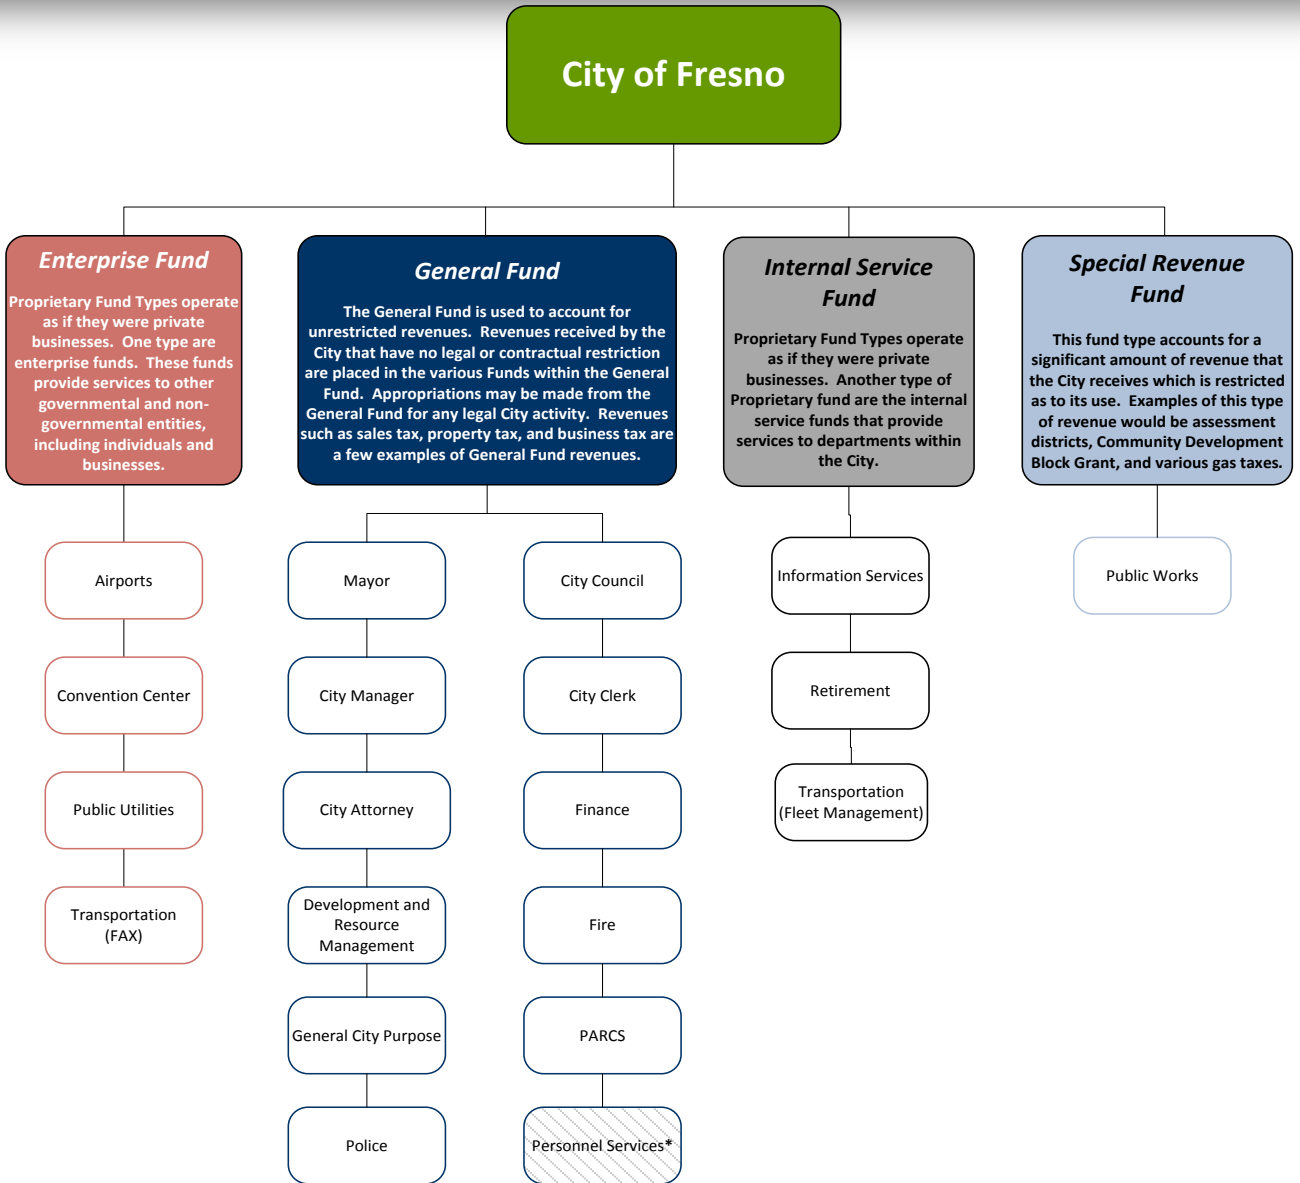 City of Fresno
Enterprise Fund
Proprietary Fund Types operate
as if they were private
businesses.  One type are
enterprise funds.  These funds
provide services to other
governmental and non-
governmental entities,
including individuals and
businesses.
General Fund
The General Fund is used to account for
unrestricted revenues.  Revenues received by the
City that have no legal or contractual restriction
are placed in the various Funds within the General
Fund.  Appropriations may be made from the
General Fund for any legal City activity.  Revenues
such as sales tax, property tax, and business tax are
a few examples of General Fund revenues.
Internal Service
Fund
Proprietary Fund Types operate
as if they were private
businesses.  Another type of
Proprietary fund are the internal
service funds that provide
services to departments within
the City.
Special Revenue
Fund
This fund type accounts for a
significant amount of revenue that
the City receives which is restricted
as to its use.  Examples of this type
of revenue would be assessment
districts, Community Development
Block Grant, and various gas taxes.
Airports
Convention Center
Public Utilities
Transportation
(FAX)
Mayor
City Manager
City Attorney
Development and
Resource
Management
General City Purpose
Police
City Council
City Clerk
Finance
Fire
PARCS
Personnel Services*
Information Services
Retirement
Transportation
(Fleet Management)
Public Works